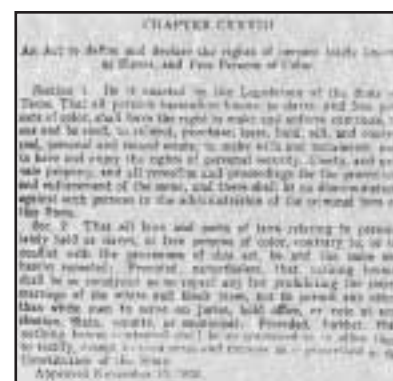 CHAPTER CXXVIII
An Act to define and declare the rights of persons lately known
as Slaves, and Free Persons of Color.
Section 1. Be it enacted by the Legislature of the State of
Texas, That all persons heretofore known as slaves, and free per-
sons of color, shall have the right to make and enforce contracts, to
sue and be sued, to inherit, purchase, lease, hold, sell, and convey
real, personal and mixed estate; to make wills and testaments, and
to have and enjoy the rights of personal security, liberty, and pri-
vate property, and all remedies and proceedings for the protection
and enforcement of the same; and there shall be no discrimination
against such persons in the administration of the criminal laws of
this State.
Sec. 2. That all laws and parts of laws relating to persons
lately held as slaves, or free persons of color, contrary to, or in
conflict with the provisions of this act, be and the same are
hereby repealed; Provided, nevertheless, that nothing herein
shall be so construed as to repeal any law prohibiting the inter-
marriage of the white and black races, nor to permit any other
than white men to serve on juries, hold office, or vote at any
election, State, county, or municipal; Provided, further, that
nothing herein contained shall be so construed as to allow them
to testify, except in such cases and manner as is prescribed in the
Constitution of the State.
Approved November 10, 1866.